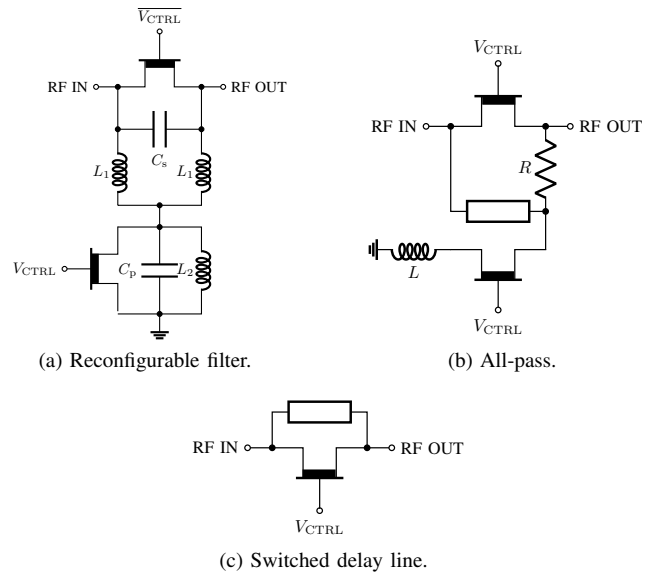 V̅C̅T̅R̅L̅
RF IN
RF OUT
Cs
L1
L1
VCTRL
Cp
L2
(a) Reconfigurable filter.
VCTRL
RF IN
RF OUT
R
L
VCTRL
(b) All-pass.
RF IN
RF OUT
VCTRL
(c) Switched delay line.